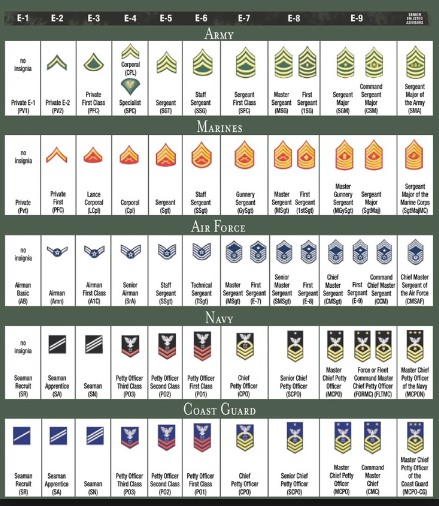 E-1 E-2 E-3 E-4 E-5 E-6 E-7 E-8 E-9 SENIOR ENLISTED ADVISORS
ARMY
no insignia
Private E-1 (PV1)
Private E-2 (PV2)
Private First Class (PFC)
Corporal (CPL)
Specialist (SPC)
Sergeant (SGT)
Staff Sergeant (SSG)
Sergeant First Class (SFC)
Master Sergeant (MSG)
First Sergeant (1SG)
Sergeant Major (SGM)
Command Sergeant Major (CSM)
Sergeant Major of the Army (SMA)
MARINES
no insignia
Private (Pvt)
Private First (PFC)
Lance Corporal (LCpl)
Corporal (Cpl)
Sergeant (Sgt)
Staff Sergeant (SSgt)
Gunnery Sergeant (GySgt)
Master Sergeant (MSgt)
First Sergeant (1stSgt)
Master Gunnery Sergeant (MGySgt)
Sergeant Major (SgtMaj)
Sergeant Major of the Marine Corps (SgtMajMC)
AIR FORCE
no insignia
Airman Basic (AB)
Airman (Amn)
Airman First Class (A1C)
Senior Airman (SrA)
Staff Sergeant (SSgt)
Technical Sergeant (TSgt)
Master Sergeant (MSgt)
First Sergeant (E-7)
Senior Master Sergeant (SMSgt)
First Sergeant (E-8)
Chief Master Sergeant (CMSgt)
First Sergeant (E-9)
Command Chief Master Sergeant (CCM)
Chief Master Sergeant of the Air Force (CMSAF)
NAVY
no insignia
Seaman Recruit (SR)
Seaman Apprentice (SA)
Seaman (SN)
Petty Officer Third Class (PO3)
Petty Officer Second Class (PO2)
Petty Officer First Class (PO1)
Chief Petty Officer (CPO)
Senior Chief Petty Officer (SCPO)
Master Chief Petty Officer (MCPO)
Force or Fleet Command Master Chief Petty Officer (FORMC) (FLTMC)
Master Chief Petty Officer of the Navy (MCPON)
COAST GUARD
Seaman Recruit (SR)
Seaman Apprentice (SA)
Seaman (SN)
Petty Officer Third Class (PO3)
Petty Officer Second Class (PO2)
Petty Officer First Class (PO1)
Chief Petty Officer (CPO)
Senior Chief Petty Officer (SCPO)
Master Chief Petty Officer (MCPO)
Command Master Chief (CMC)
Master Chief Petty Officer of the Coast Guard (MCPO-CG)